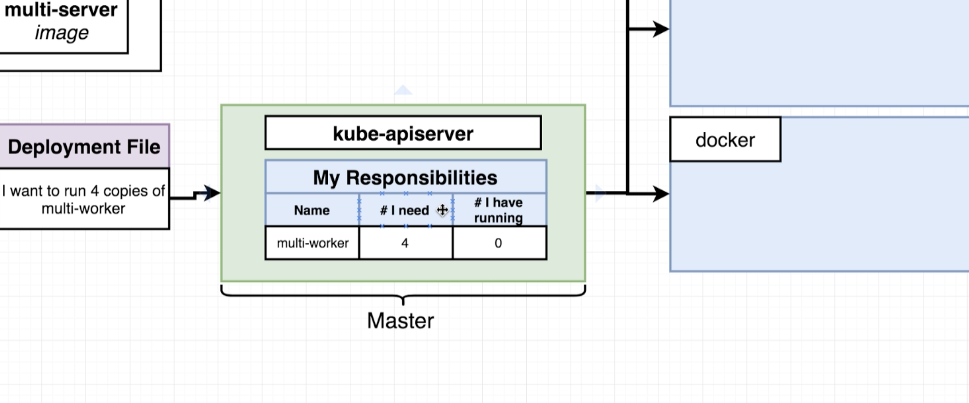 multi-server
image
Deployment File
I want to run 4 copies of
multi-worker
kube-apiserver
My Responsibilities
Name
# I need
# I have
running
multi-worker
4
0
Master
docker